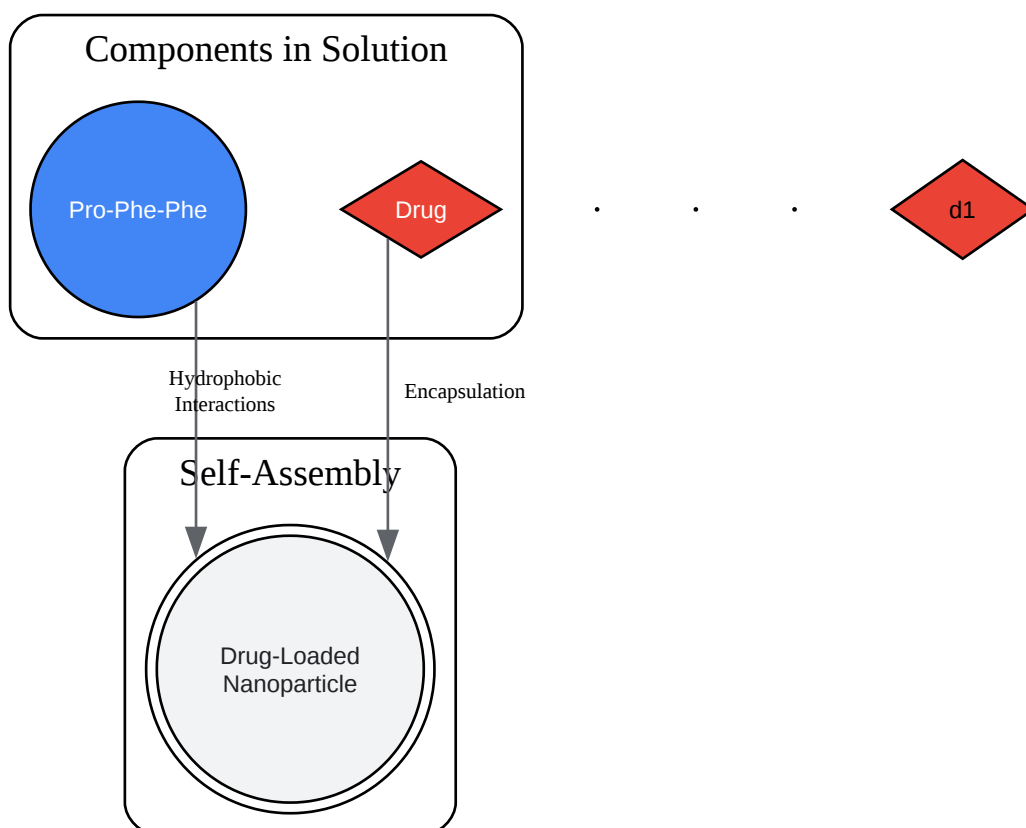 Components in Solution
Pro-Phe-Phe
Drug
. . .
d1
Hydrophobic
Interactions
Encapsulation
Self-Assembly
Drug-Loaded
Nanoparticle